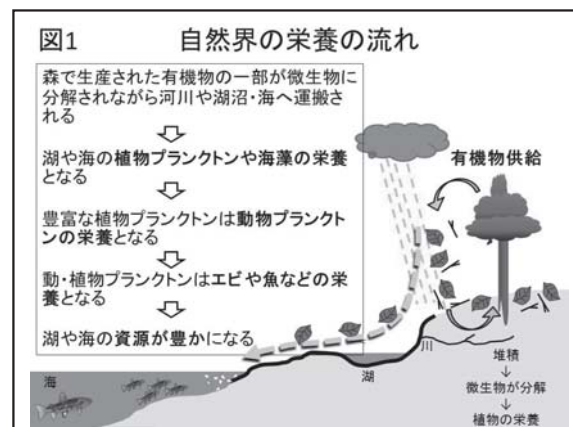 図1 自然界の栄養の流れ
森で生産された有機物の一部が微生物に
分解されながら河川や湖沼・海へ運搬さ
れる
湖や海の植物プランクトンや海藻の栄養
となる
豊富な植物プランクトンは動物プランクト
ンの栄養となる
動・植物プランクトンはエビや魚などの栄
養となる
湖や海の資源が豊かになる
有機物供給
海
湖
川
堆積
↓
微生物が分解
↓
植物の栄養